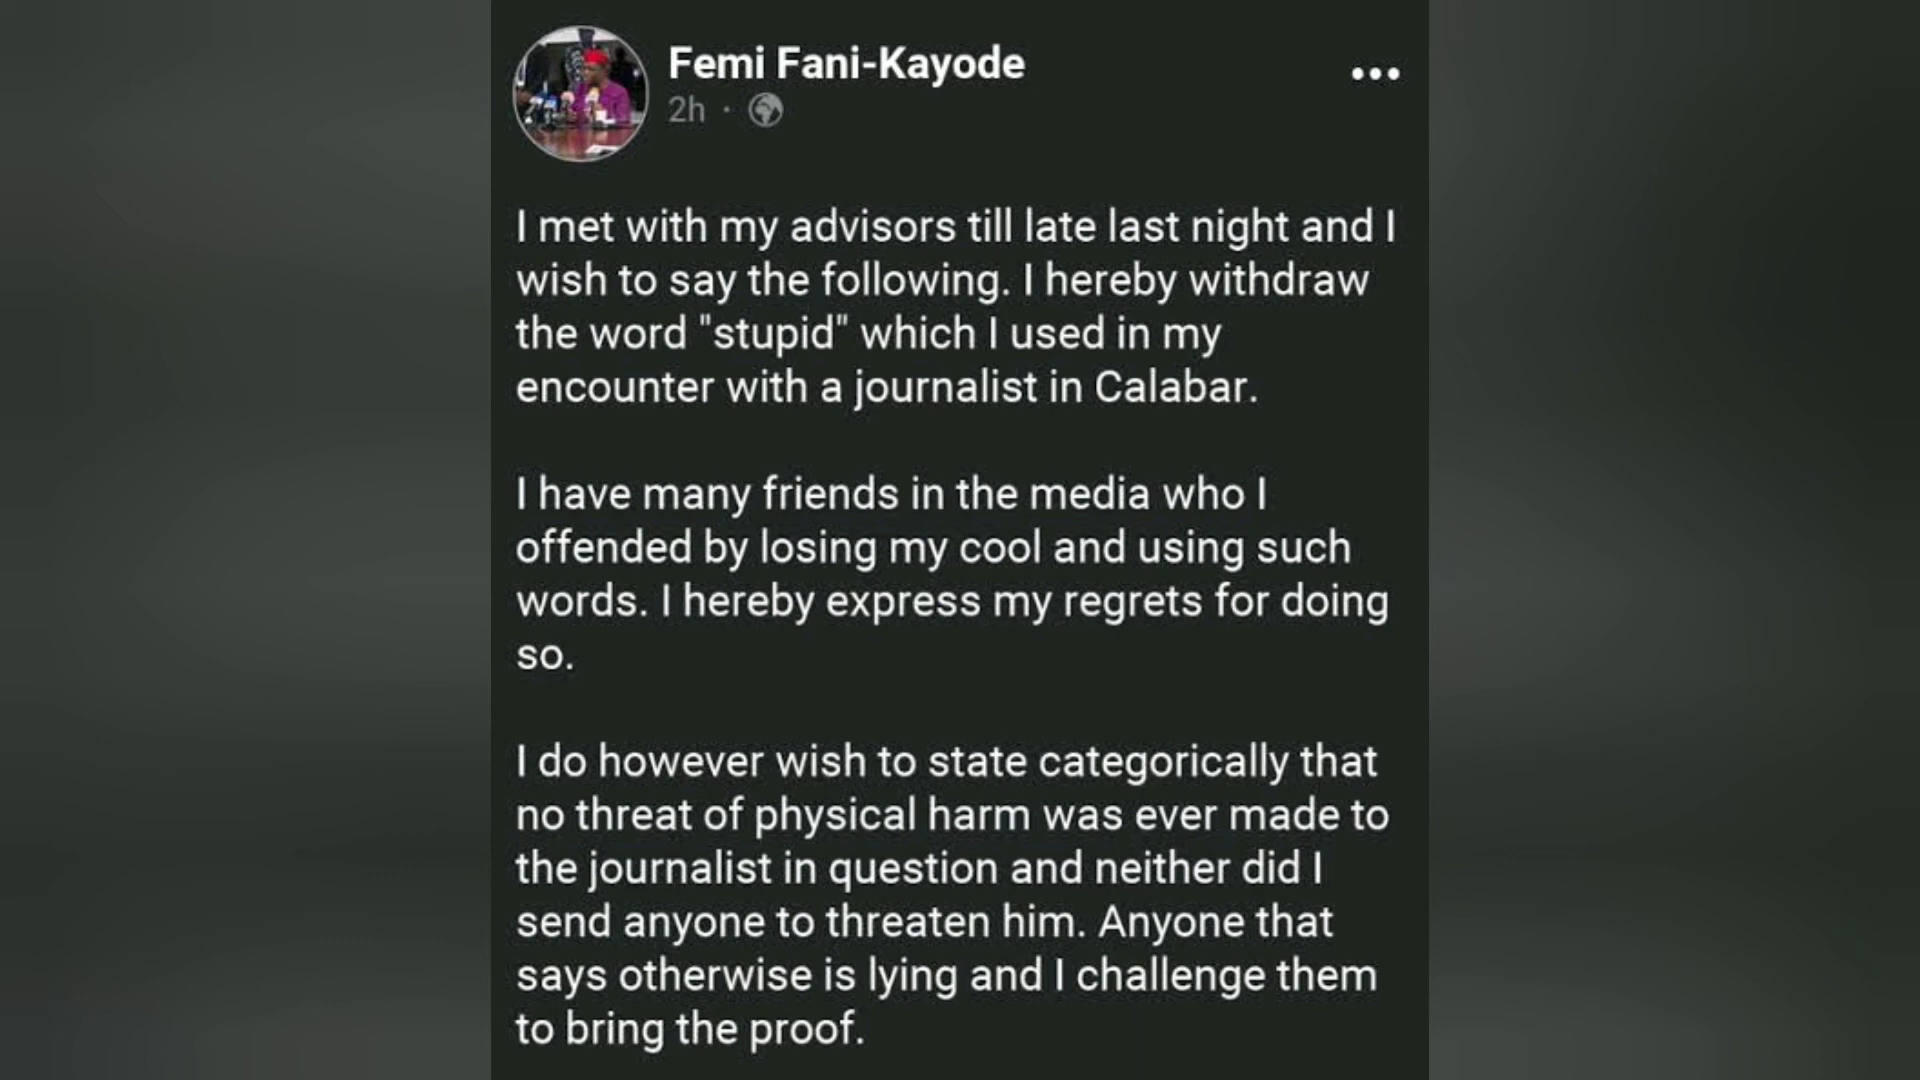 Femi Fani-Kayode
2h ·
I met with my advisors till late last night and I
wish to say the following. I hereby withdraw
the word "stupid" which I used in my
encounter with a journalist in Calabar.
I have many friends in the media who I
offended by losing my cool and using such
words. I hereby express my regrets for doing
so.
I do however wish to state categorically that
no threat of physical harm was ever made to
the journalist in question and neither did I
send anyone to threaten him. Anyone that
says otherwise is lying and I challenge them
to bring the proof.